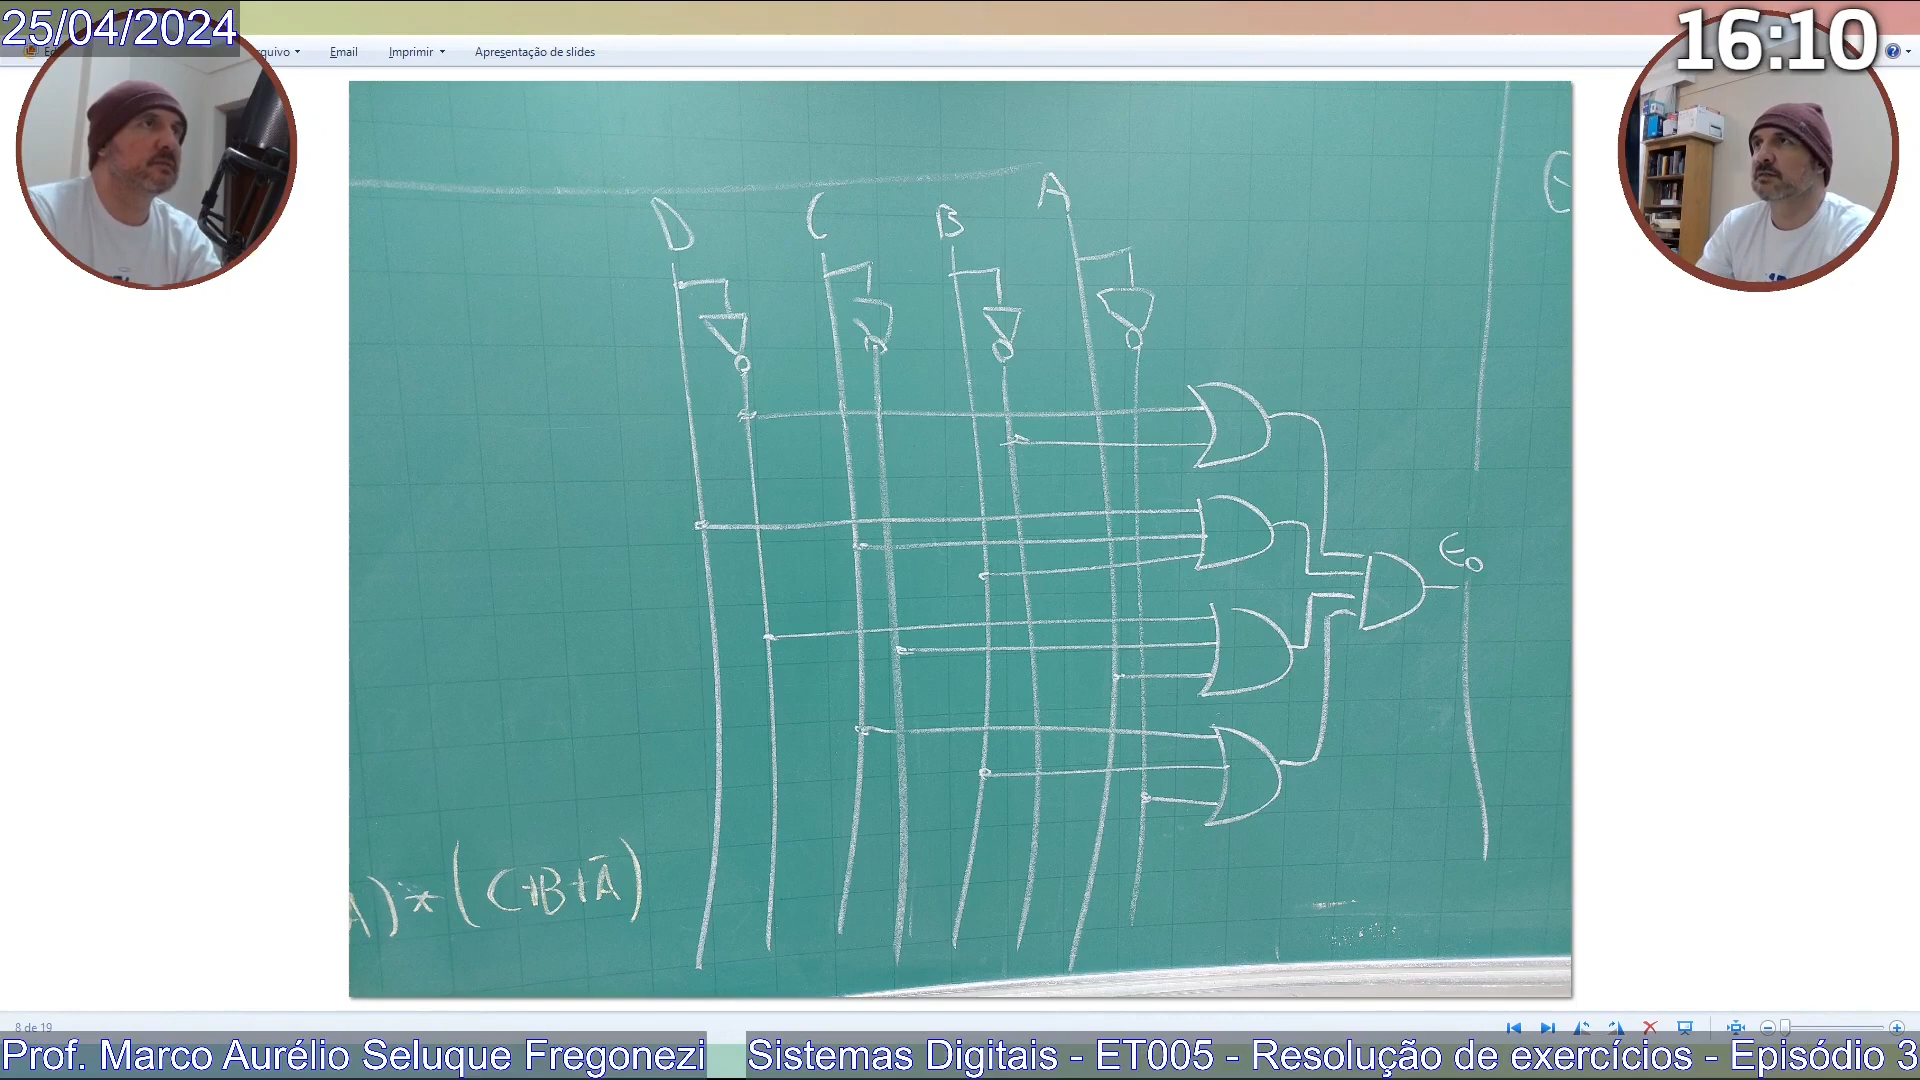 25/04/2024
16:10
Email
Imprimir
Apresentação de slides
D
C
B
A
E
E0
A) * (C+B+Ā)
8 de 19
Prof. Marco Aurélio Seluque Fregonezi
Sistemas Digitais - ET005 - Resolução de exercícios - Episódio 3